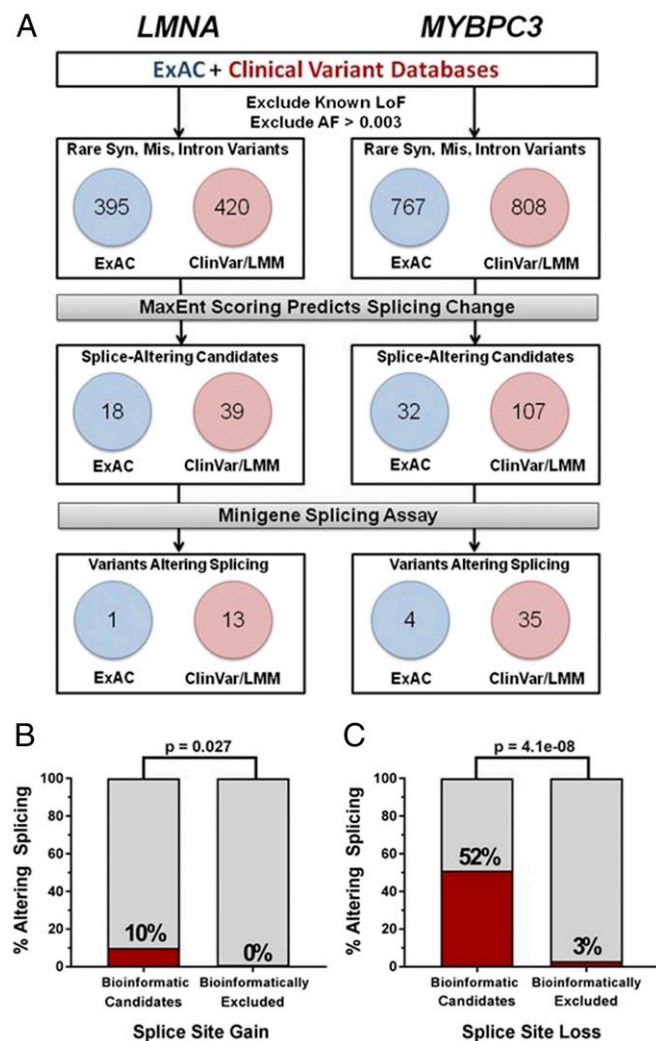 A
LMNA MYBPC3
ExAC + Clinical Variant Databases
Exclude Known LoF
Exclude AF > 0.003
Rare Syn, Mis, Intron Variants Rare Syn, Mis, Intron Variants
395 420 767 808
ExAC ClinVar/LMM ExAC ClinVar/LMM
MaxEnt Scoring Predicts Splicing Change
Splice-Altering Candidates Splice-Altering Candidates
18 39 32 107
ExAC ClinVar/LMM ExAC ClinVar/LMM
Minigene Splicing Assay
Variants Altering Splicing Variants Altering Splicing
1 13 4 35
ExAC ClinVar/LMM ExAC ClinVar/LMM
B
p = 0.027
% Altering Splicing
100
80
60
40
20
0
10%
0%
Bioinformatic Candidates
Bioinformatically Excluded
Splice Site Gain
C
p = 4.1e-08
% Altering Splicing
100
80
60
40
20
0
52%
3%
Bioinformatic Candidates
Bioinformatically Excluded
Splice Site Loss